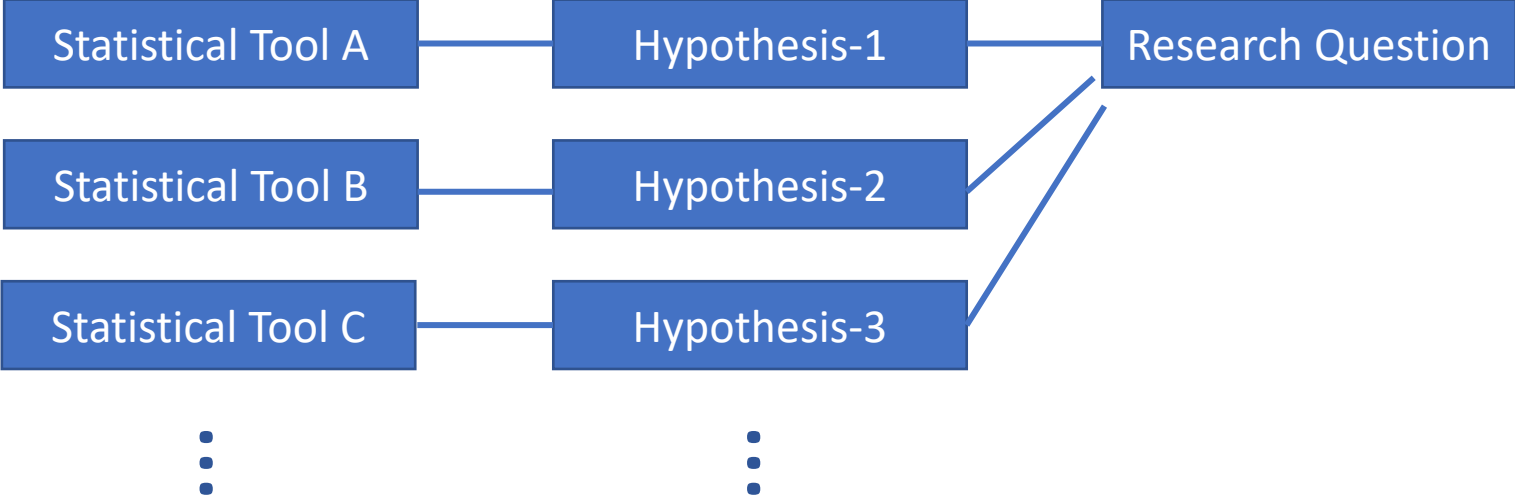 Statistical Tool A
Hypothesis-1
Research Question
Statistical Tool B
Hypothesis-2
Statistical Tool C
Hypothesis-3